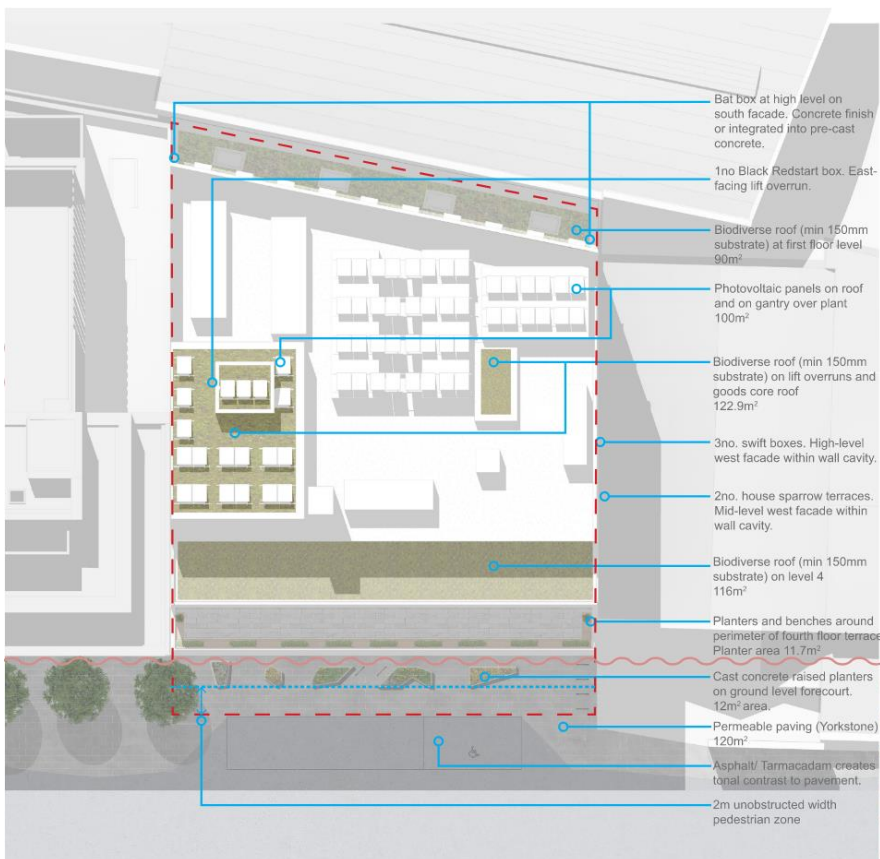 Bat box at high level on
south facade. Concrete finish
or integrated into pre-cast
concrete.
1no Black Redstart box. East-
facing lift overrun.
Biodiverse roof (min 150mm
substrate) at first floor level
90m²
Photovoltaic panels on roof
and on gantry over plant
100m²
Biodiverse roof (min 150mm
substrate) on lift overruns and
goods core roof
122.9m²
3no. swift boxes. High-level
west facade within wall cavity.
2no. house sparrow terraces.
Mid-level west facade within
wall cavity.
Biodiverse roof (min 150mm
substrate) on level 4
116m²
Planters and benches around
perimeter of fourth floor terrace
Planter area 11.7m²
Cast concrete raised planters
on ground level forecourt.
12m² area.
Permeable paving (Yorkstone)
120m²
Asphalt/ Tarmacadam creates
tonal contrast to pavement.
2m unobstructed width
pedestrian zone